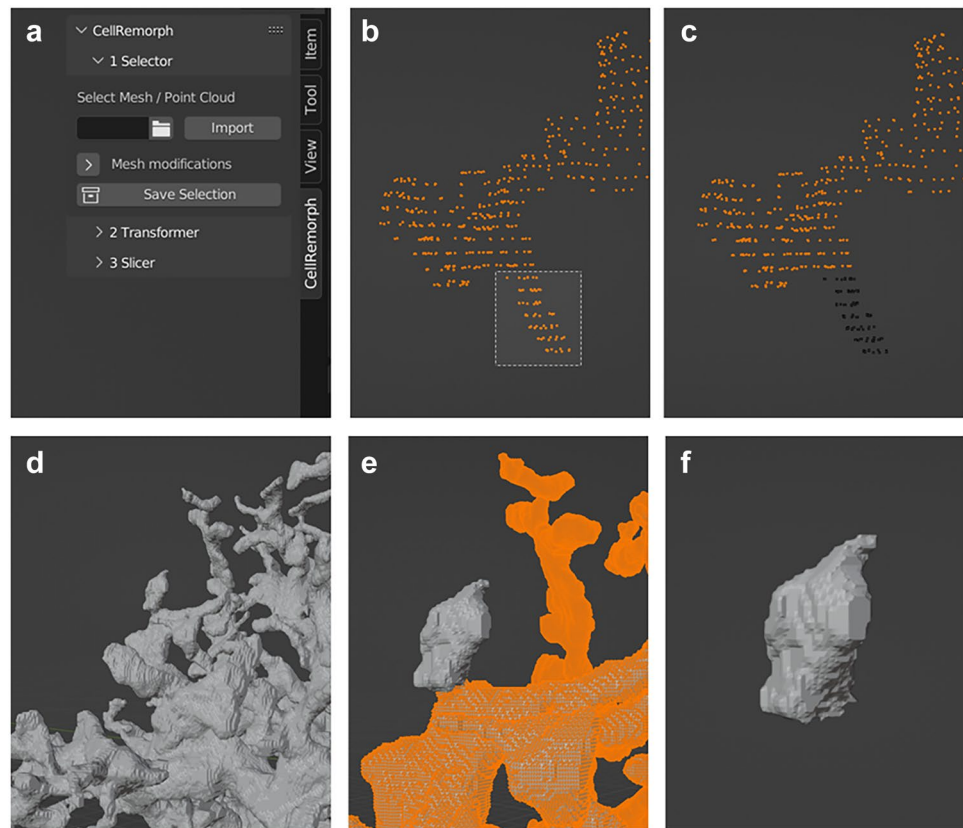 a
CellRemorph
1 Selector
Select Mesh / Point Cloud
Import
Mesh modifications
Save Selection
2 Transformer
3 Slicer
Item
Tool
View
CellRemorph
b
c
d
e
f